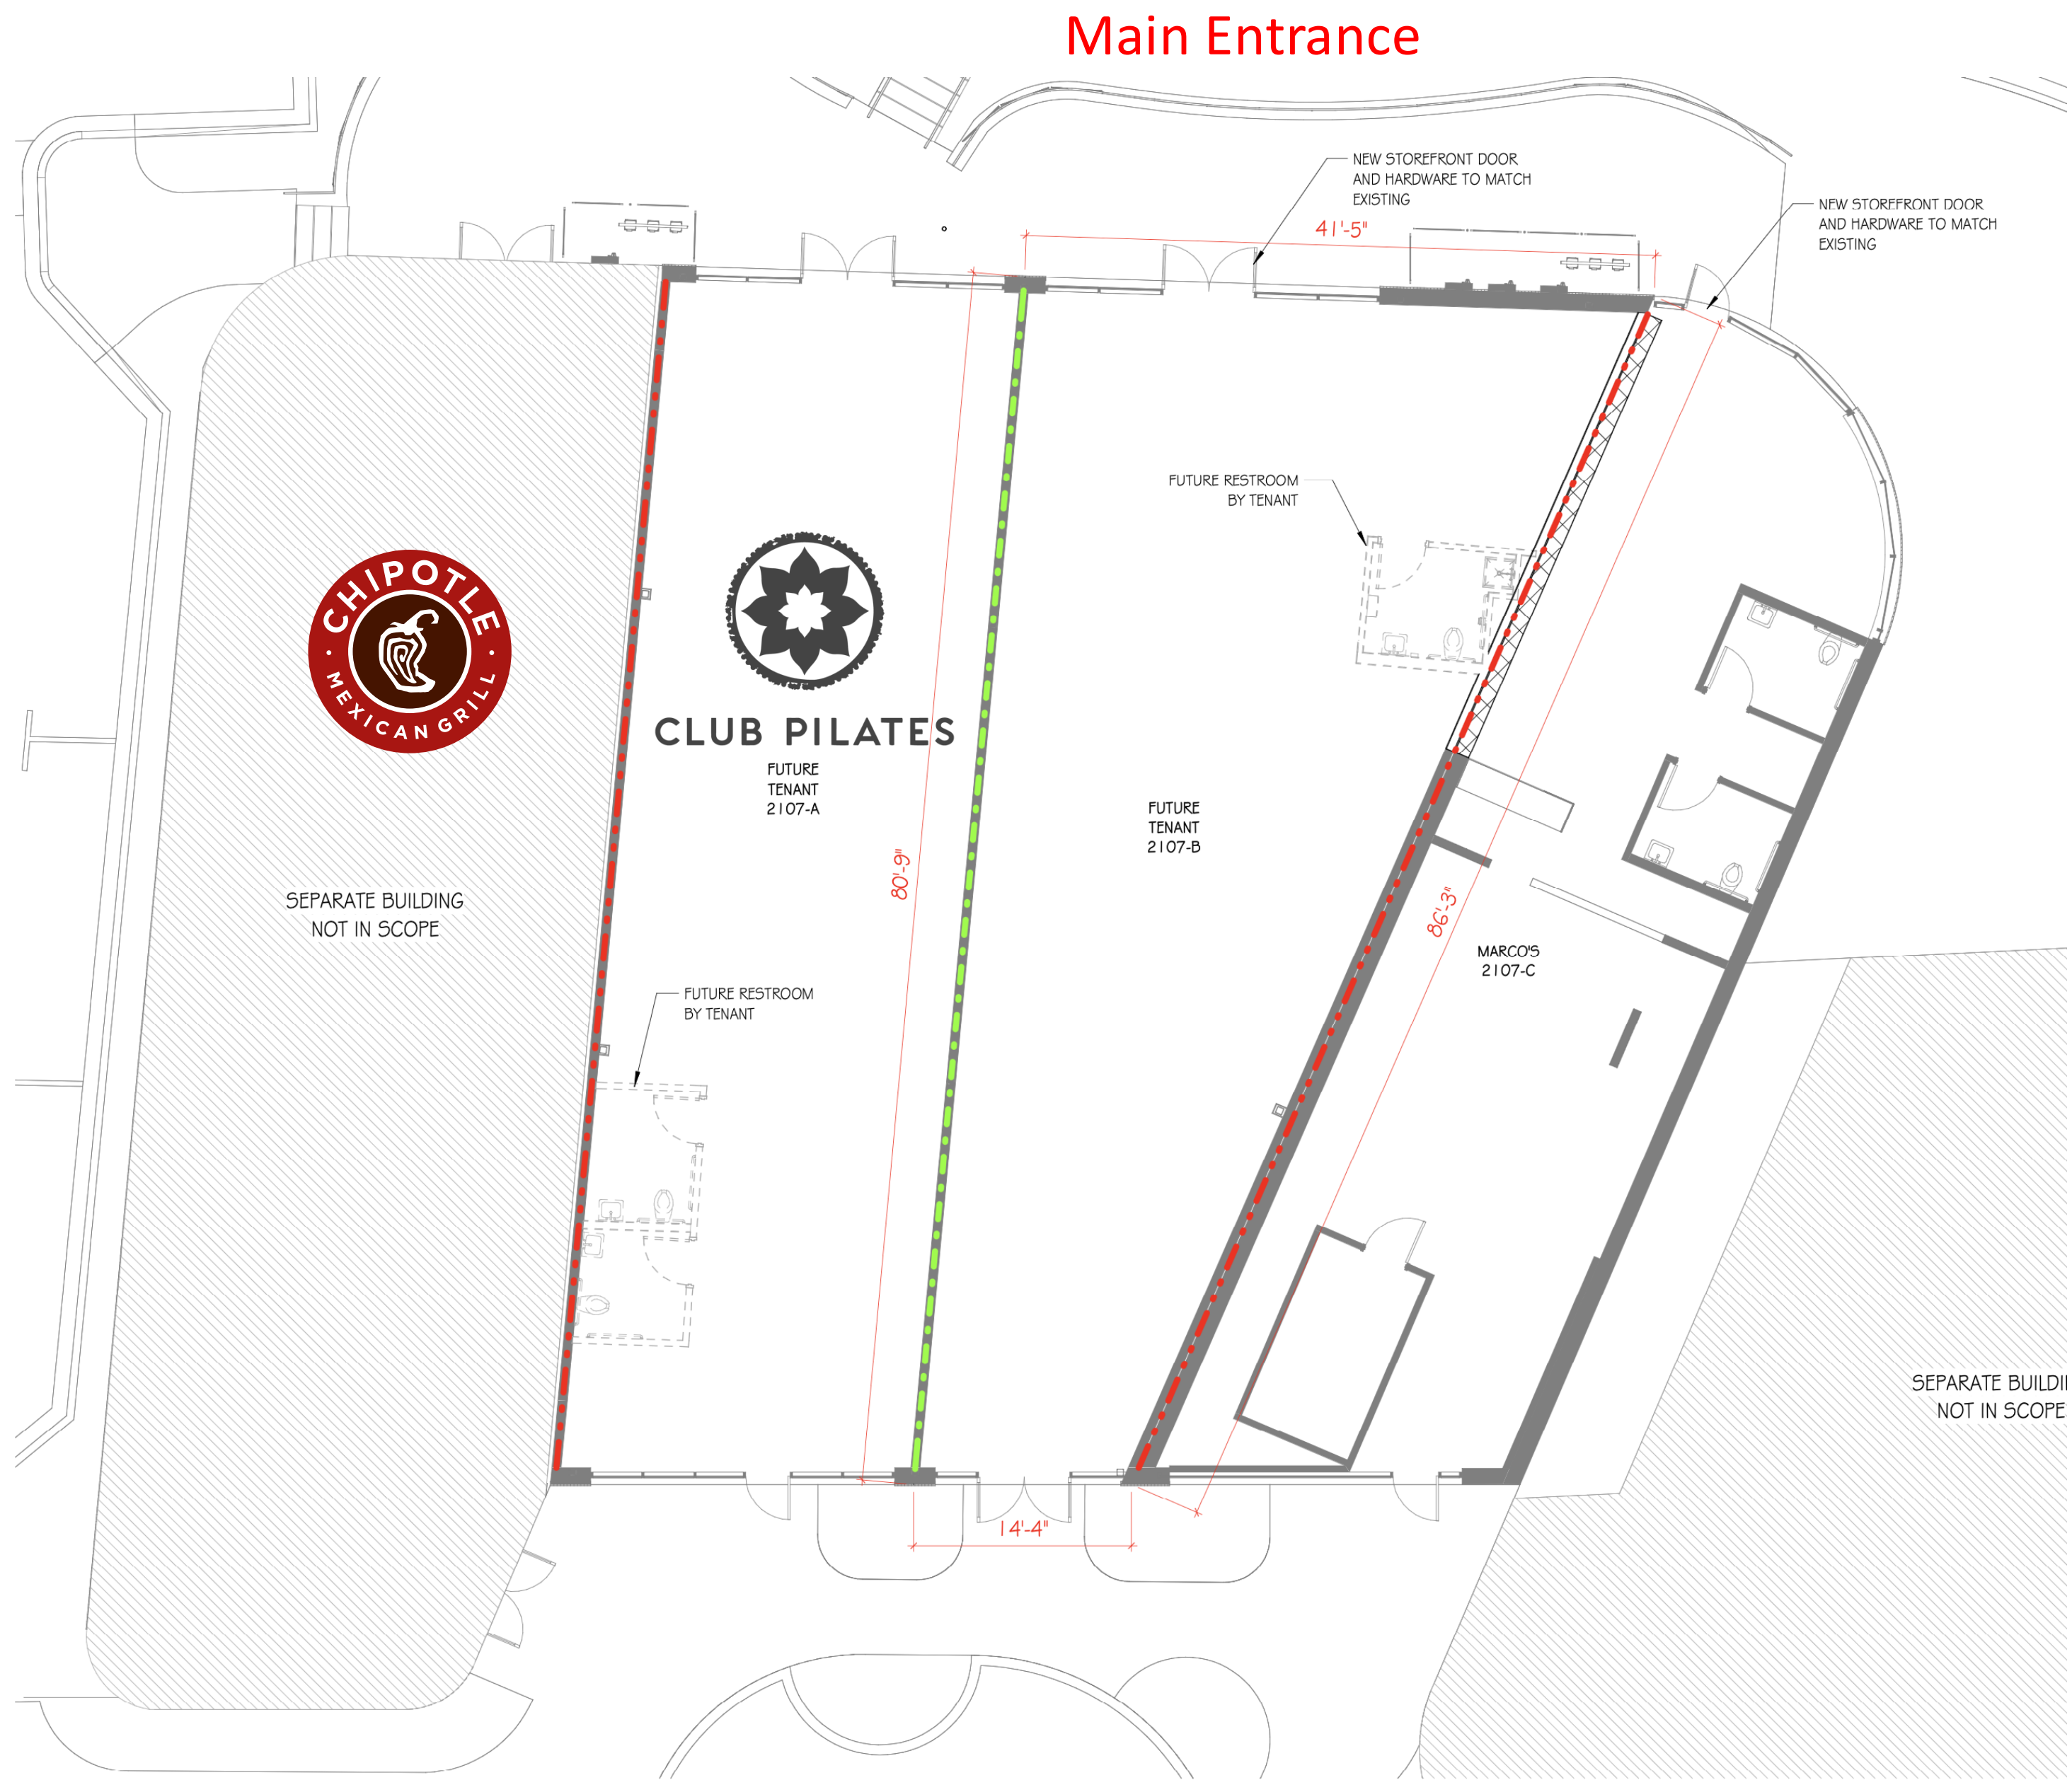 Main Entrance
NEW STOREFRONT DOOR
AND HARDWARE TO MATCH
EXISTING
NEW STOREFRONT DOOR
AND HARDWARE TO MATCH
EXISTING
41'-5"
FUTURE RESTROOM
BY TENANT
CHIPOTLE
MEXICAN GRILL
CLUB PILATES
FUTURE
TENANT
2107-A
FUTURE
TENANT
2107-B
80'-9"
86'-3"
SEPARATE BUILDING
NOT IN SCOPE
MARCO'S
2107-C
FUTURE RESTROOM
BY TENANT
SEPARATE BUILDI
NOT IN SCOPE
14'-4"